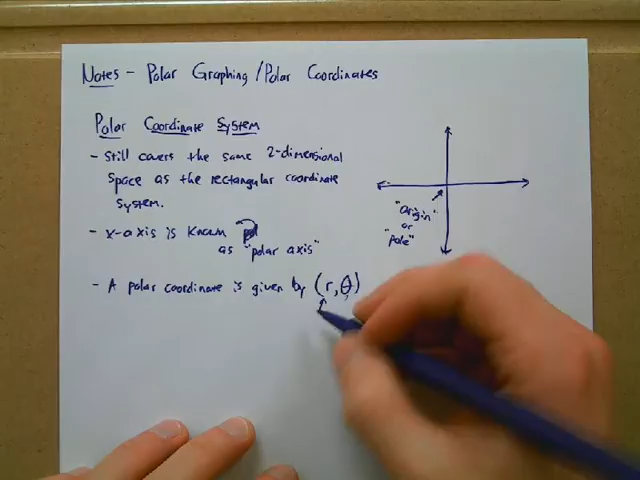 Notes - Polar Graphing/Polar Coordinates
Polar Coordinate System
- Still covers the same 2-dimensional
space as the rectangular coordinate
system.
- x-axis is known
as "polar axis"
- A polar coordinate is given by (r, θ)
"origin"
or
"pole"